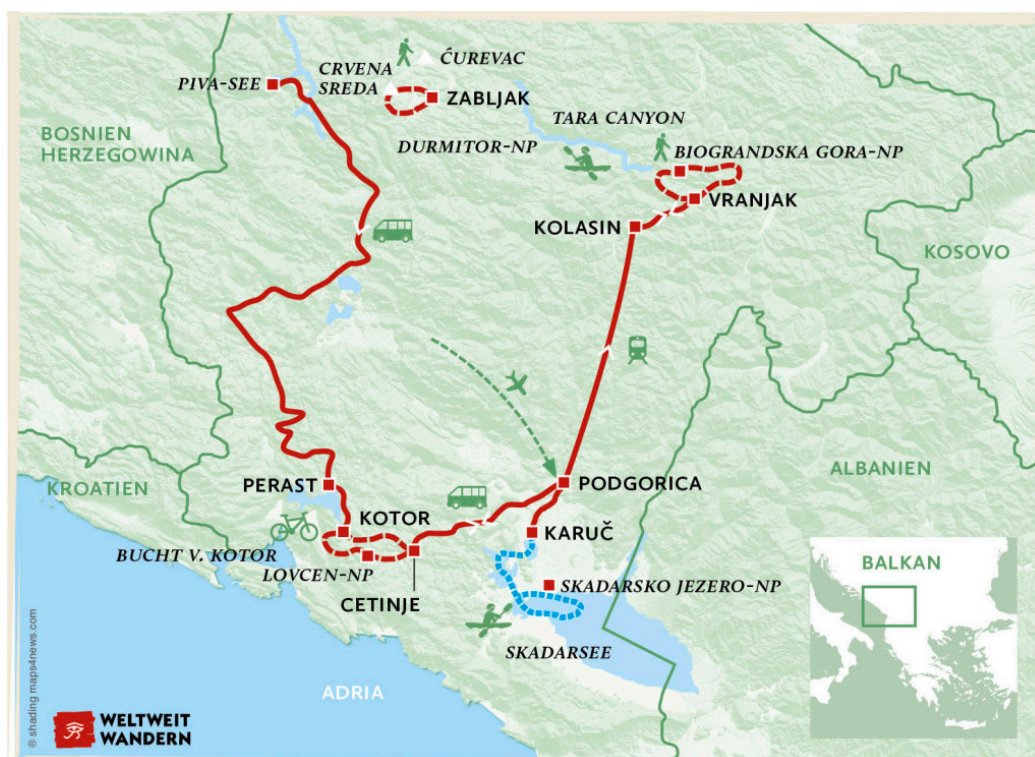 ĆUREVAC
CRVENA
SREDA
PIVA-SEE
ZABLJAK
TARA CANYON
BOSNIEN
HERZEGOWINA
DURMITOR-NP
BIOGRANDSKA GORA-NP
VRANJAK
KOLASIN
KOSOVO
ALBANIEN
KROATIEN
PERAST
PODGORICA
KOTOR
KARUČ
BUCHT V. KOTOR
LOVCEN-NP
SKADARSKO JEZERO-NP
CETINJE
BALKAN
SKADARSEE
ADRIA
© shading maps4news.com
WELTWEIT
WANDERN